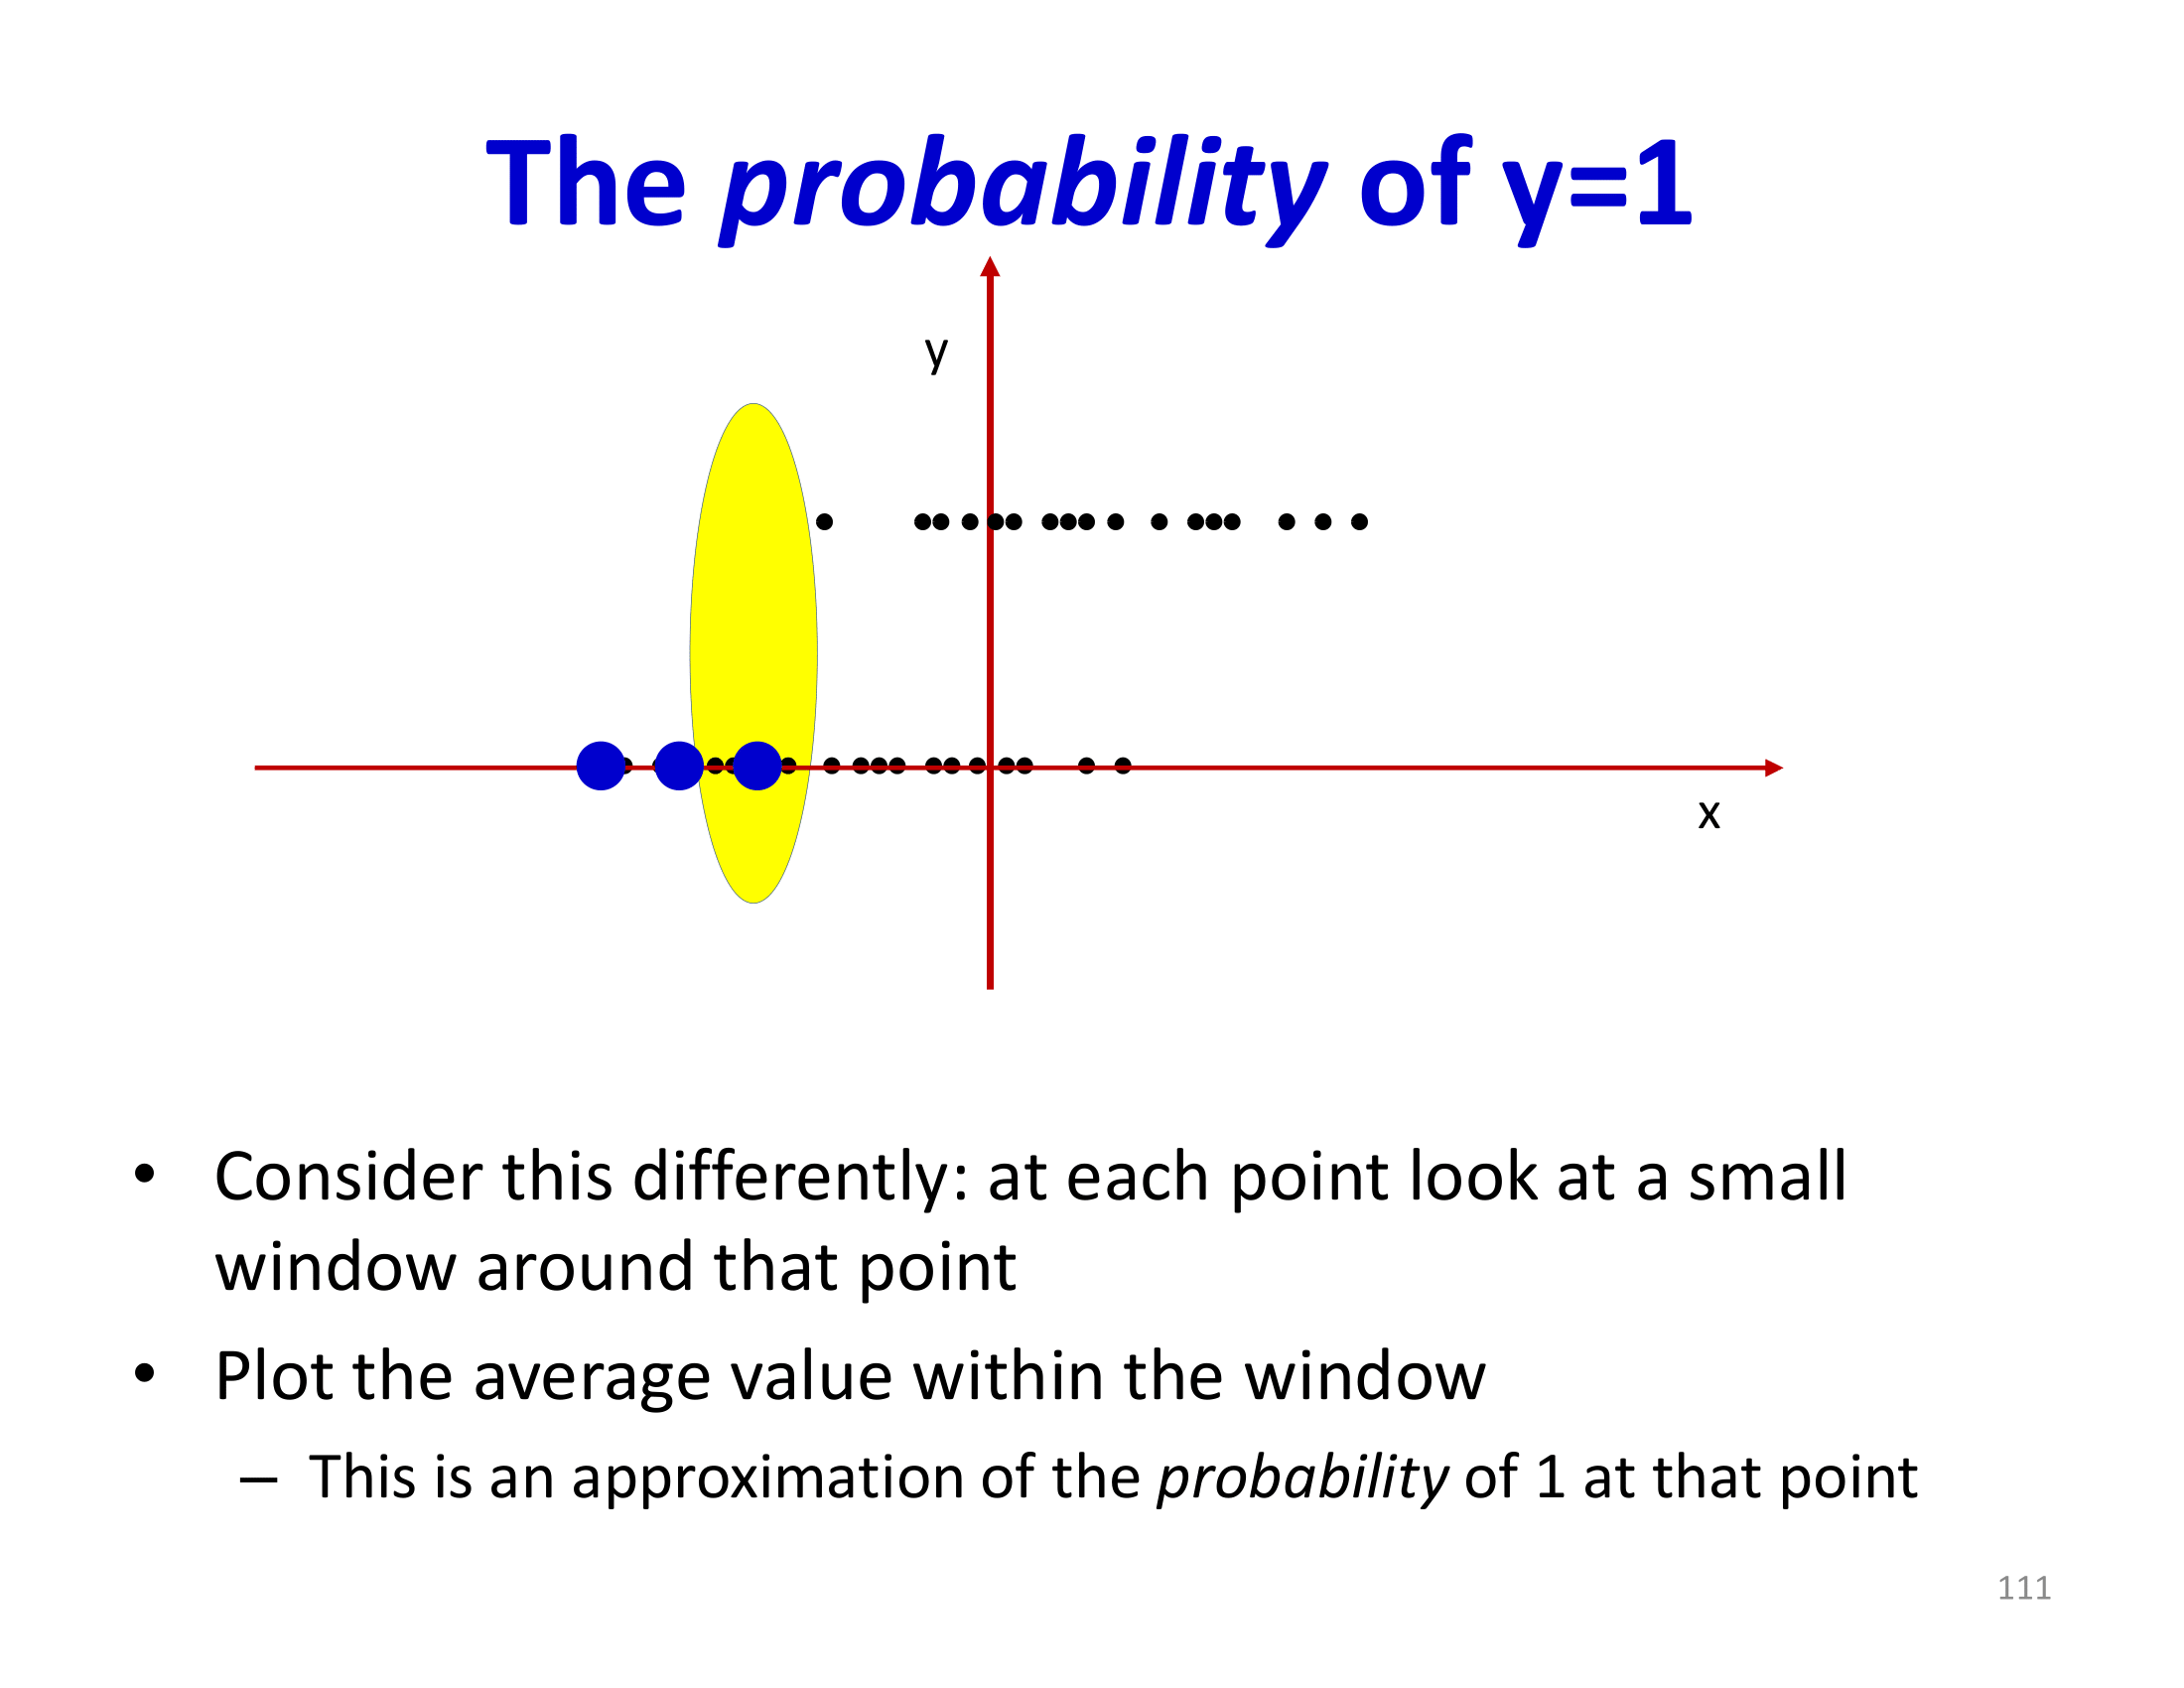 The probability of y=1
y
x
• Consider this differently: at each point look at a small
window around that point
• Plot the average value within the window
– This is an approximation of the probability of 1 at that point
111